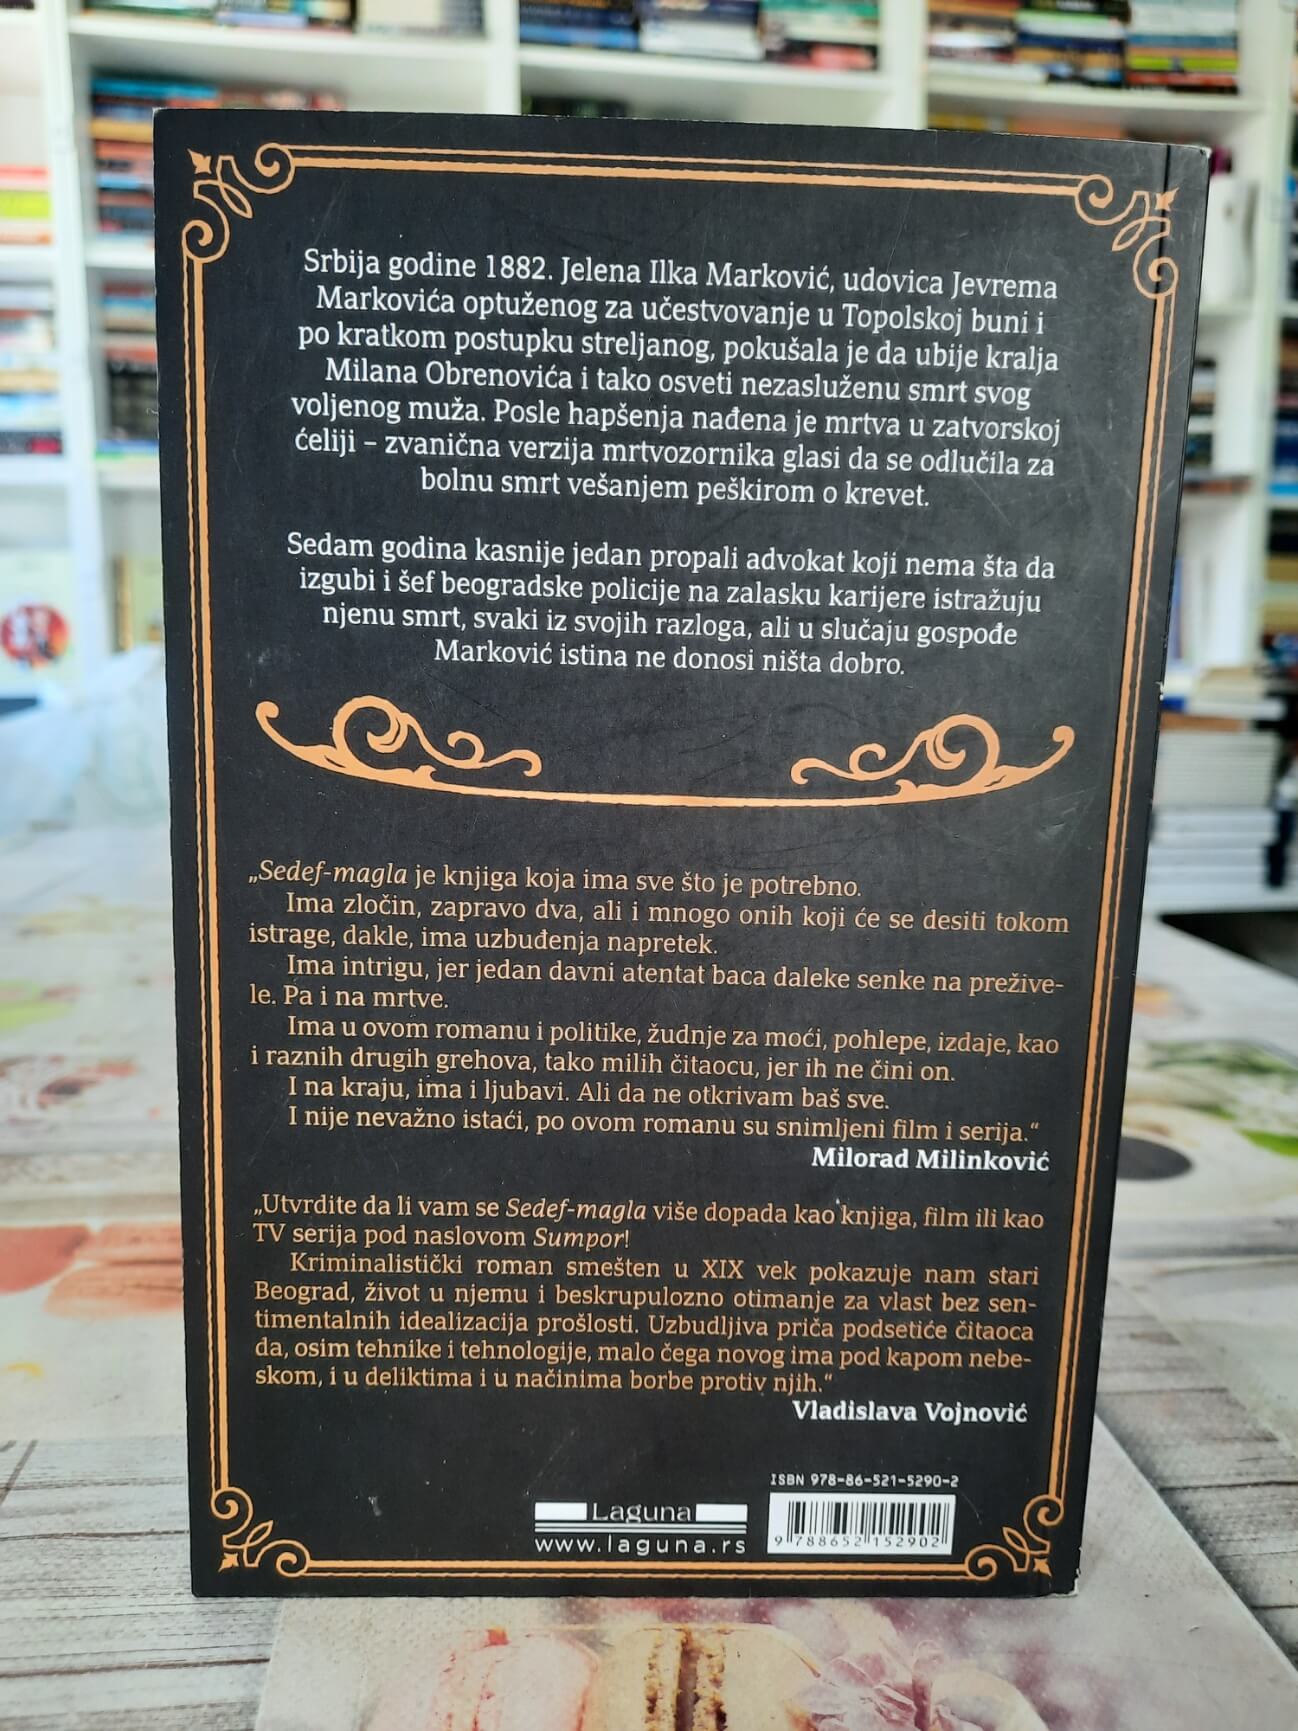 Srbija godine 1882. Jelena Ilka Marković, udovica Jevrema
Markovića optuženog za učestvovanje u Topolskoj buni i
po kratkom postupku streljanog, pokušala je da ubije kralja
Milana Obrenovića i tako osveti nezasluženu smrt svog
voljenog muža. Posle hapšenja nađena je mrtva u zatvorskoj
ćeliji – zvanična verzija mrtvozornika glasi da se odlučila za
bolnu smrt vešanjem peškirom o krevet.
Sedam godina kasnije jedan propali advokat koji nema šta da
izgubi i šef beogradske policije na zalasku karijere istražuju
njenu smrt, svaki iz svojih razloga, ali u slučaju gospođe
Marković istina ne donosi ništa dobro.
„Sedef-magla je knjiga koja ima sve što je potrebno.
Ima zločin, zapravo dva, ali i mnogo onih koji će se desiti tokom
istrage, dakle, ima uzbuđenja napretek.
Ima intrigu, jer jedan davni atentat baca daleke senke na prežive-
le. Pa i na mrtve.
Ima u ovom romanu i politike, žudnje za moći, pohlepe, izdaje, kao
i raznih drugih grehova, tako milih čitaocu, jer ih ne čini on.
I na kraju, ima i ljubavi. Ali da ne otkrivam baš sve.
I nije nevažno istaći, po ovom romanu su snimljeni film i serija.“
Milorad Milinković
„Utvrdite da li vam se Sedef-magla više dopada kao knjiga, film ili kao
TV serija pod naslovom Sumpor!
Kriminalistički roman smešten u XIX vek pokazuje nam stari
Beograd, život u njemu i beskrupulozno otimanje za vlast bez sen-
timentalnih idealizacija prošlosti. Uzbudljiva priča podsetiće čitaoca
da, osim tehnike i tehnologije, malo čega novog ima pod kapom nebe-
skom, i u deliktima i u načinima borbe protiv njih.“
Vladislava Vojnović
ISBN 978-86-521-5290-2
Laguna
www.laguna.rs
9 788652 152902